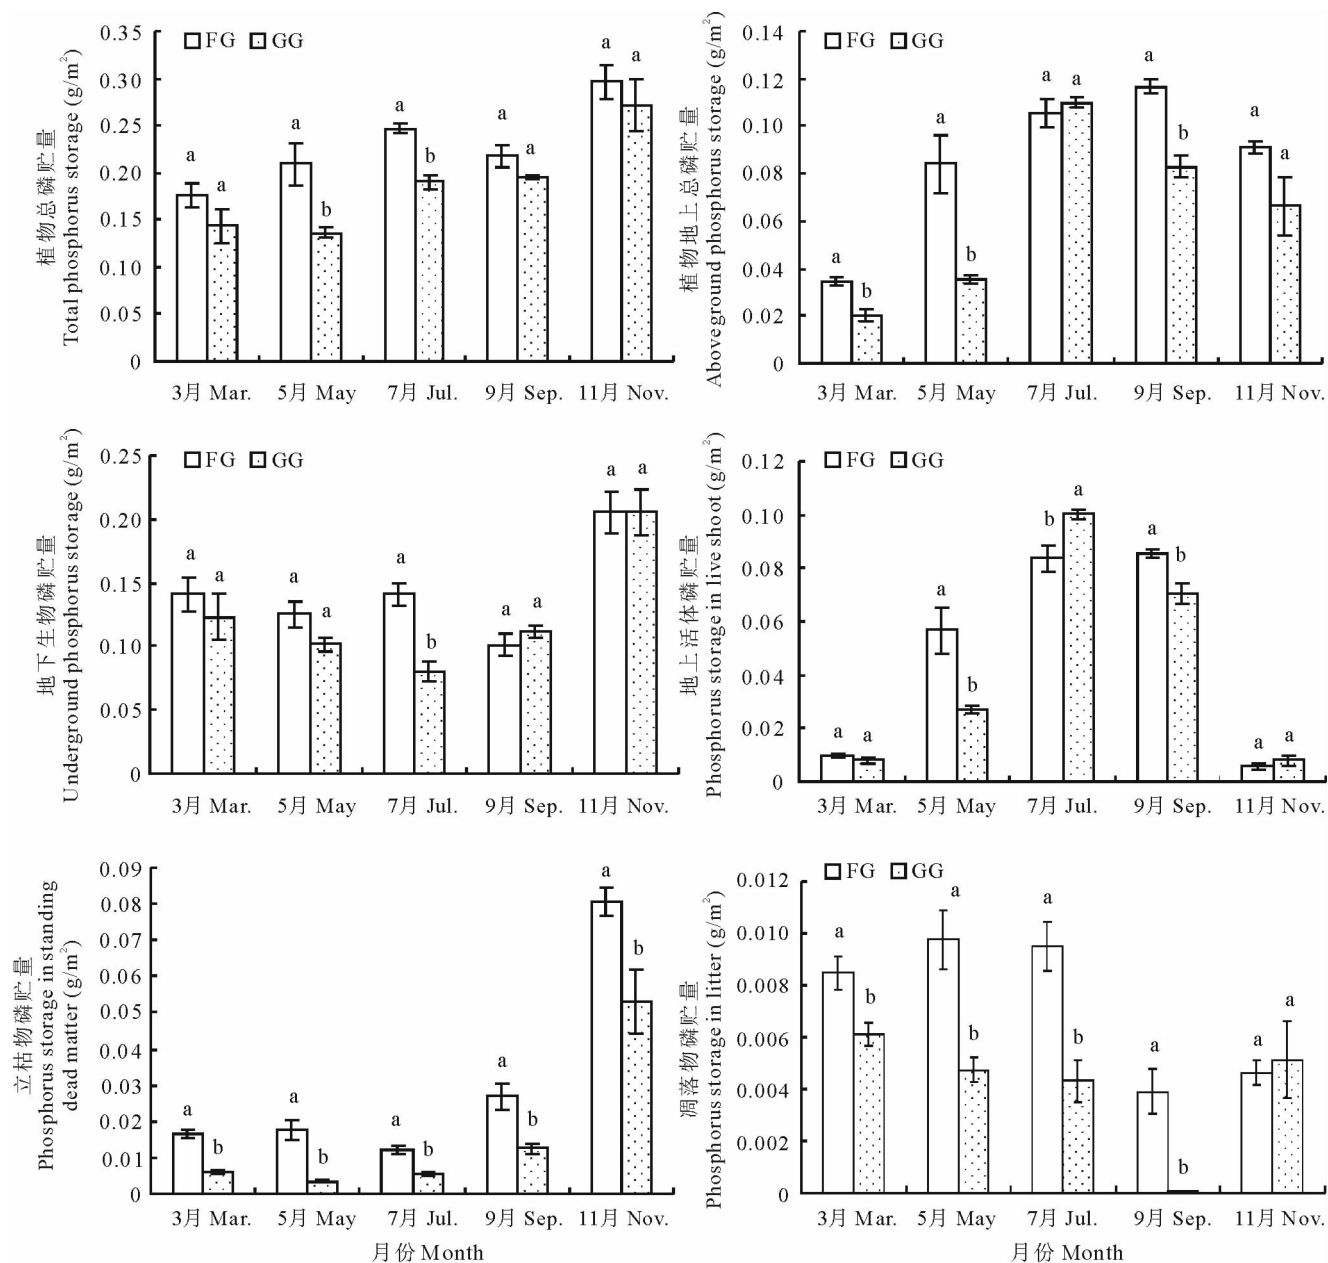 植物总磷贮量
Total phosphorus storage (g/m²)
FG GG
0.35
0.30
0.25
0.20
0.15
0.10
0.05
0
a a a b a b a a a a
3月 Mar. 5月 May 7月 Jul. 9月 Sep. 11月 Nov.
植物地上总磷贮量
Aboveground phosphorus storage (g/m²)
FG GG
0.14
0.12
0.10
0.08
0.06
0.04
0.02
0
a b a b a a a b a a
3月 Mar. 5月 May 7月 Jul. 9月 Sep. 11月 Nov.
地下生物磷贮量
Underground phosphorus storage (g/m²)
FG GG
0.25
0.20
0.15
0.10
0.05
0
a a a a a b a a a a
3月 Mar. 5月 May 7月 Jul. 9月 Sep. 11月 Nov.
地上活体磷贮量
Phosphorus storage in live shoot (g/m²)
FG GG
0.12
0.10
0.08
0.06
0.04
0.02
0
a a a b b a a b a a
3月 Mar. 5月 May 7月 Jul. 9月 Sep. 11月 Nov.
立枯物磷贮量
Phosphorus storage in standing
dead matter (g/m²)
0.09
0.08
0.07
0.06
0.05
0.04
0.03
0.02
0.01
0
a b a b a b a b a b
3月 Mar. 5月 May 7月 Jul. 9月 Sep. 11月 Nov.
月份 Month
凋落物磷贮量
Phosphorus storage in litter (g/m²)
FG GG
0.012
0.010
0.008
0.006
0.004
0.002
0
a b a b a b a b a a
3月 Mar. 5月 May 7月 Jul. 9月 Sep. 11月 Nov.
月份 Month